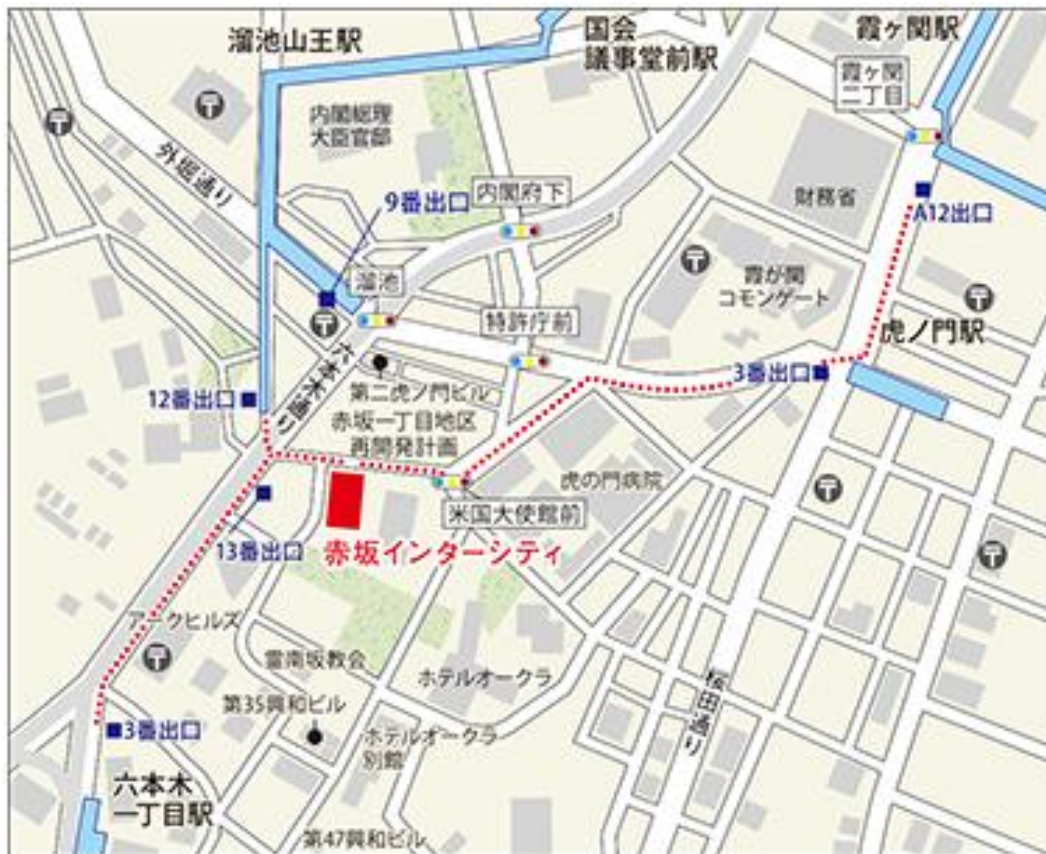 溜池山王駅
国会
議事堂前駅
霞ヶ関駅
霞ヶ関
二丁目
内閣総理
大臣官邸
外堀通り
9番出口
内閣府下
財務省
A12出口
溜池
霞が関
コモンゲート
特許庁前
虎ノ門駅
六本木通り
3番出口
12番出口
第二虎ノ門ビル
赤坂一丁目地区
再開発計画
虎の門病院
米国大使館前
13番出口
赤坂インターシティ
アークヒルズ
霊南坂教会
ホテルオークラ
桜田通り
第35興和ビル
3番出口
ホテルオークラ
別館
六本木
一丁目駅
第47興和ビル